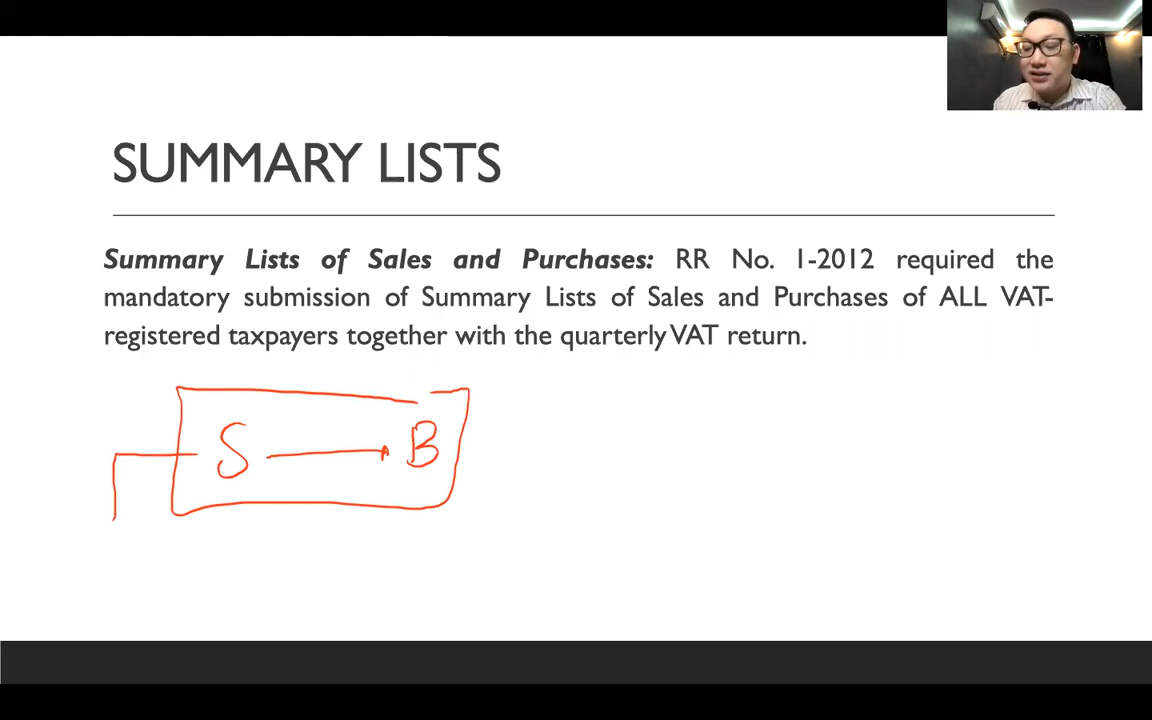 SUMMARY LISTS
Summary Lists of Sales and Purchases: RR No. 1-2012 required the
mandatory submission of Summary Lists of Sales and Purchases of ALL VAT-
registered taxpayers together with the quarterly VAT return.
S B